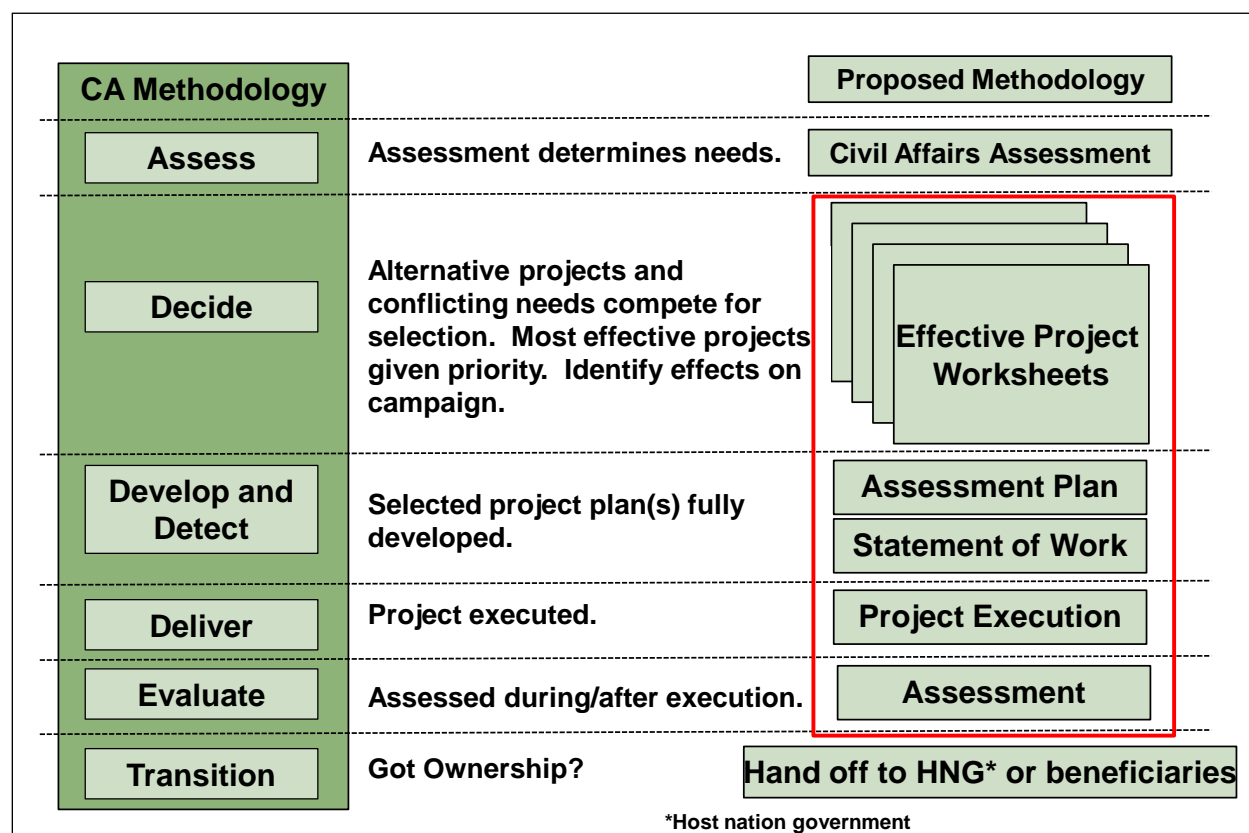 CA Methodology
Proposed Methodology
Assess
Assessment determines needs.
Civil Affairs Assessment
Decide
Alternative projects and
conflicting needs compete for
selection.  Most effective projects
given priority.  Identify effects on
campaign.
Effective Project
Worksheets
Develop and
Detect
Selected project plan(s) fully
developed.
Assessment Plan
Statement of Work
Deliver
Project executed.
Project Execution
Evaluate
Assessed during/after execution.
Assessment
Transition
Got Ownership?
Hand off to HNG* or beneficiaries
*Host nation government